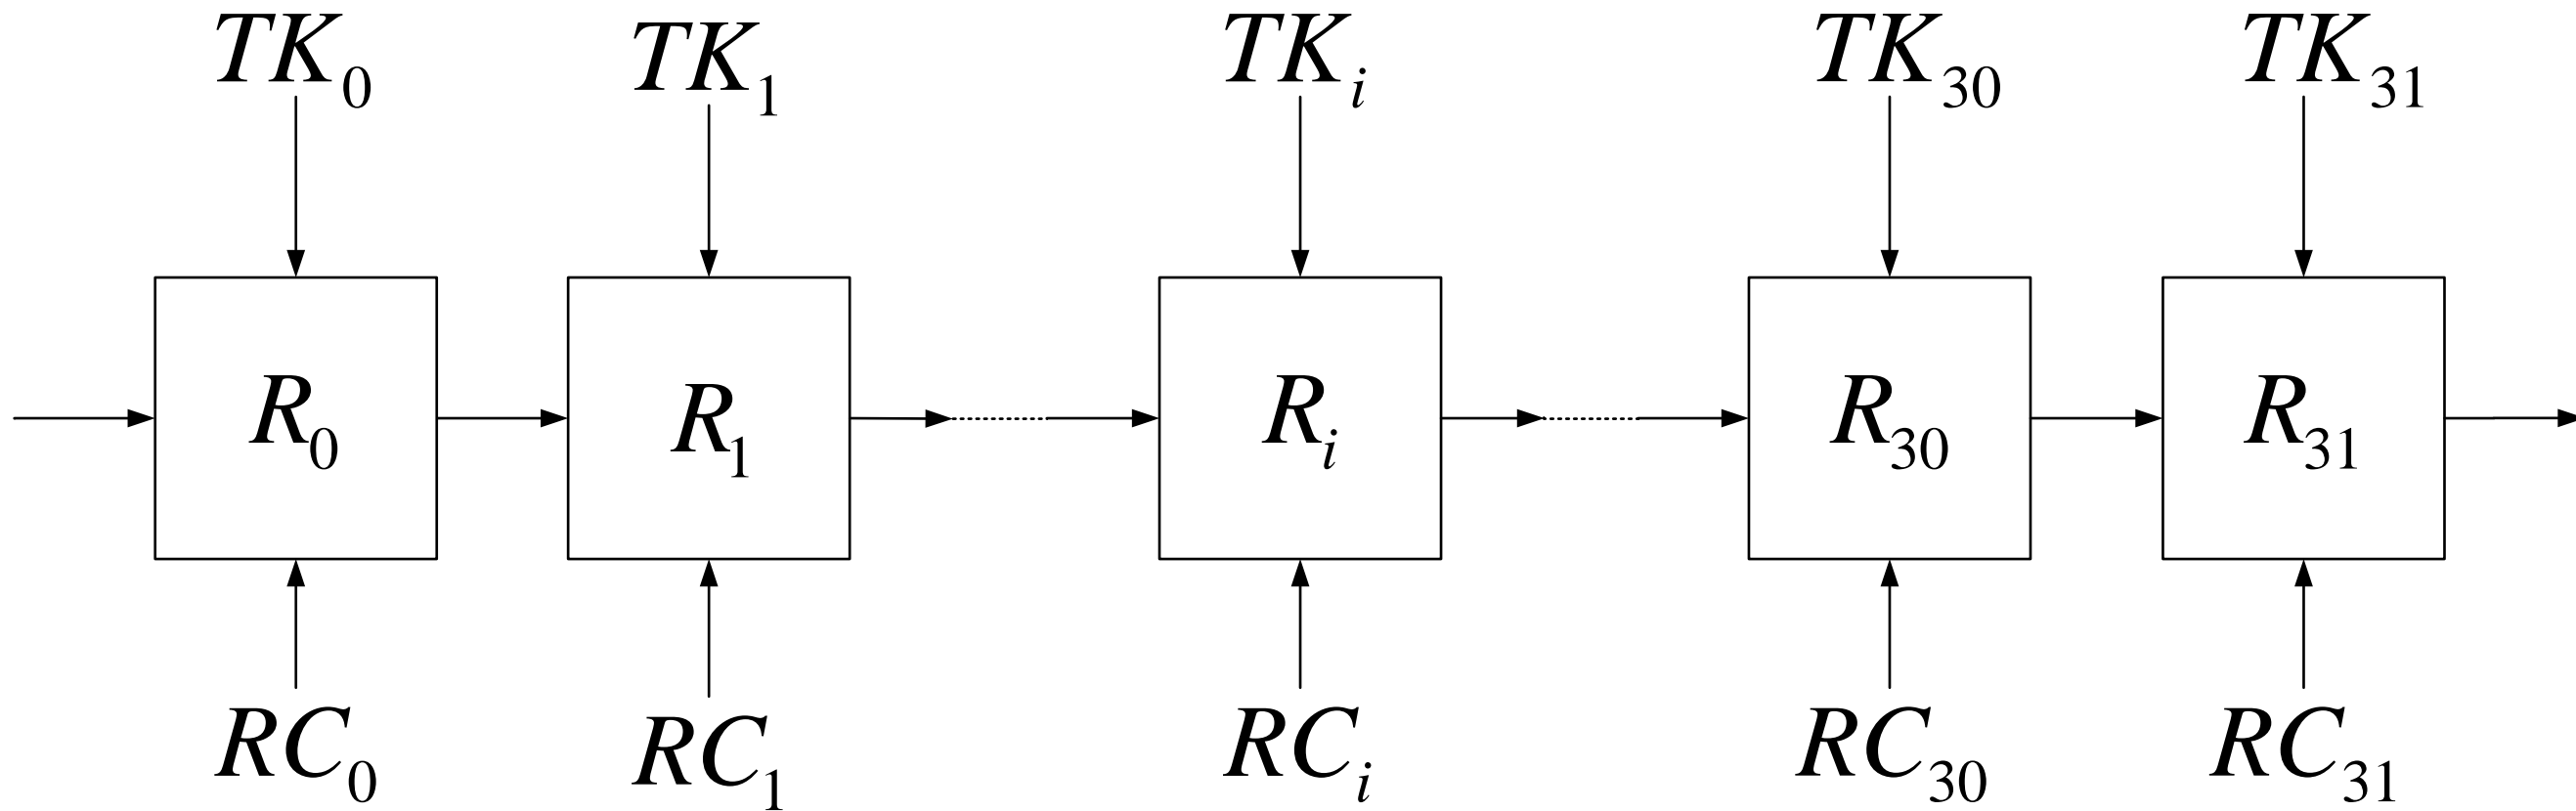 TK₀ TK₁ TKᵢ TK₃₀ TK₃₁
R₀ R₁ Rᵢ R₃₀ R₃₁
RC₀ RC₁ RCᵢ RC₃₀ RC₃₁